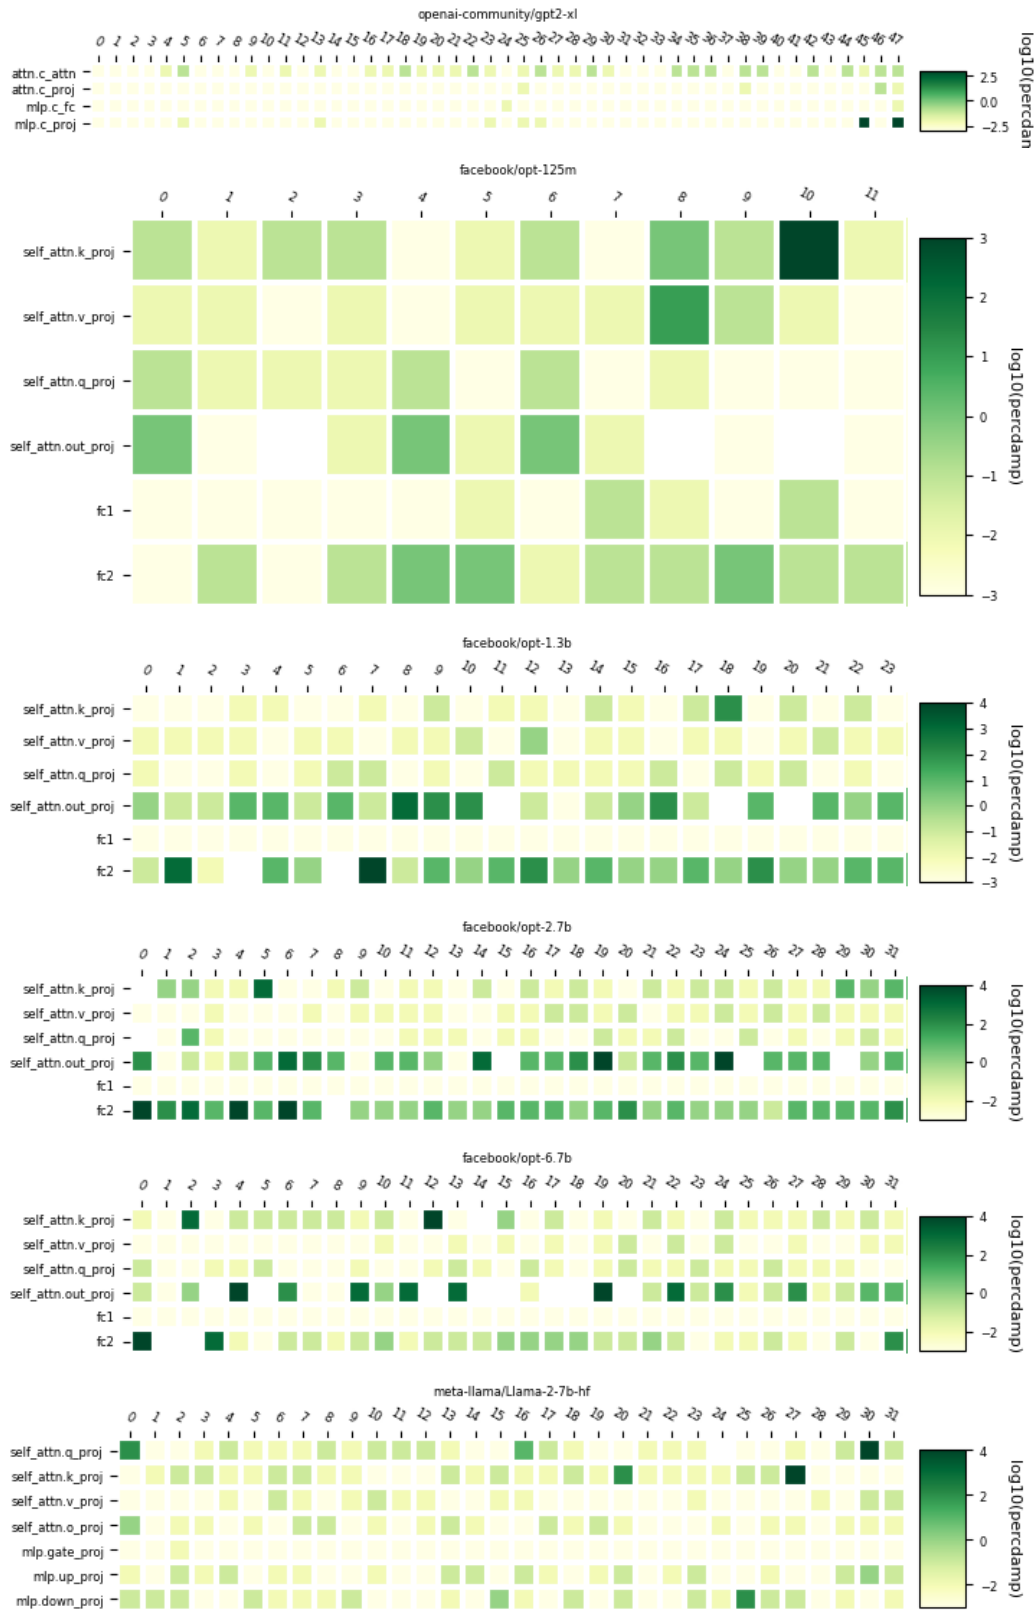 openai-community/gpt2-xl
0 1 2 3 4 5 6 7 8 9 10 11 12 13 14 15 16 17 18 19 20 21 22 23 24 25 26 27 28 29 30 31 32 33 34 35 36 37 38 39 40 41 42 43 44 45 46 47
attn.c_attn
attn.c_proj
mlp.c_fc
mlp.c_proj
2.5
0.0
−2.5
log10(percdan
facebook/opt-125m
0 1 2 3 4 5 6 7 8 9 10 11
self_attn.k_proj
self_attn.v_proj
self_attn.q_proj
self_attn.out_proj
fc1
fc2
3
2
1
0
−1
−2
−3
log10(percdamp)
facebook/opt-1.3b
0 1 2 3 4 5 6 7 8 9 10 11 12 13 14 15 16 17 18 19 20 21 22 23
self_attn.k_proj
self_attn.v_proj
self_attn.q_proj
self_attn.out_proj
fc1
fc2
4
3
2
1
0
−1
−2
−3
log10(percdamp)
facebook/opt-2.7b
0 1 2 3 4 5 6 7 8 9 10 11 12 13 14 15 16 17 18 19 20 21 22 23 24 25 26 27 28 29 30 31
self_attn.k_proj
self_attn.v_proj
self_attn.q_proj
self_attn.out_proj
fc1
fc2
4
2
0
−2
log10(percdamp)
facebook/opt-6.7b
0 1 2 3 4 5 6 7 8 9 10 11 12 13 14 15 16 17 18 19 20 21 22 23 24 25 26 27 28 29 30 31
self_attn.k_proj
self_attn.v_proj
self_attn.q_proj
self_attn.out_proj
fc1
fc2
4
2
0
−2
log10(percdamp)
meta-llama/Llama-2-7b-hf
0 1 2 3 4 5 6 7 8 9 10 11 12 13 14 15 16 17 18 19 20 21 22 23 24 25 26 27 28 29 30 31
self_attn.q_proj
self_attn.k_proj
self_attn.v_proj
self_attn.o_proj
mlp.gate_proj
mlp.up_proj
mlp.down_proj
4
2
0
−2
log10(percdamp)